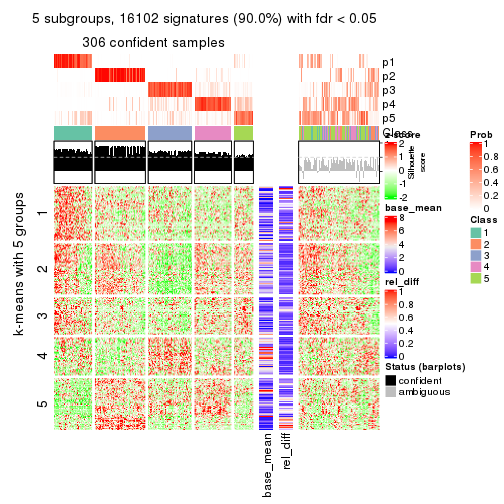 5 subgroups, 16102 signatures (90.0%) with fdr < 0.05
306 confident samples
p1
p2
p3
p4
p5
Class
Silhouette
score
k-means with 5 groups
1
2
3
4
5
base_mean
rel_diff
z-score
2
1
0
-1
-2
base_mean
8
6
4
2
0
rel_diff
1
0.8
0.6
0.4
0.2
0
Status (barplots)
confident
ambiguous
Prob
1
0.8
0.6
0.4
0.2
0
Class
1
2
3
4
5